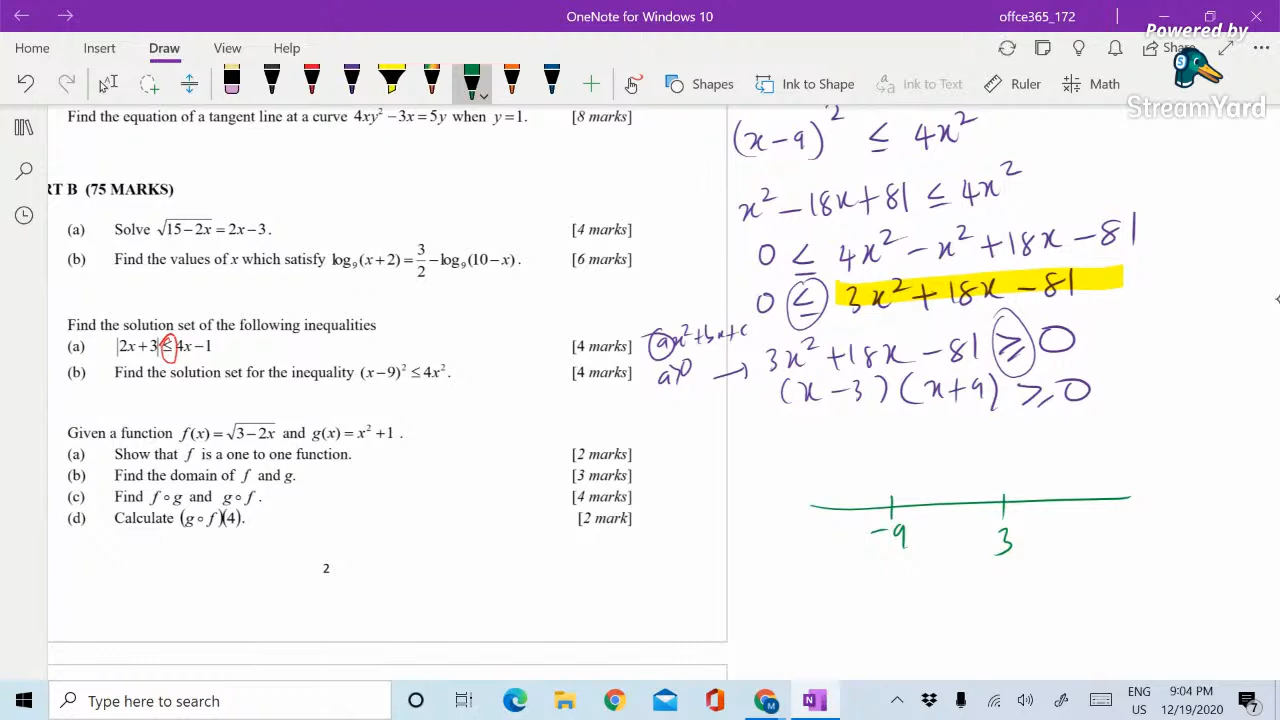 OneNote for Windows 10
offce365_172
Powered by
StreamYard
Home
Insert
Draw
View
Help
Share
Shapes
Ink to Shape
Ink to Text
Ruler
Math
Find the equation of a tangent line at a curve 4xy² − 3x = 5y when y = 1. [8 marks]
RT B (75 MARKS)
(a) Solve √(15 − 2x) = 2x − 3. [4 marks]
(b) Find the values of x which satisfy log₉(x + 2) = 3/2 − log₉(10 − x). [6 marks]
Find the solution set of the following inequalities
(a) |2x + 3| ≤ 4x − 1 [4 marks]
(b) Find the solution set for the inequality (x − 9)² ≤ 4x². [4 marks]
Given a function f(x) = √(3 − 2x) and g(x) = x² + 1 .
(a) Show that f is a one to one function. [2 marks]
(b) Find the domain of f and g. [3 marks]
(c) Find f ∘ g and g ∘ f . [4 marks]
(d) Calculate (g ∘ f)(4). [2 mark]
2
(x − 9)² ≤ 4x²
x² − 18x + 81 ≤ 4x²
0 ≤ 4x² − x² + 18x − 81
0 ≤ 3x² + 18x − 81
ax² + bx + c
a>0 → 3x² + 18x − 81 ≥ 0
(x − 3)(x + 9) ≥ 0
−9 3
Type here to search
ENG
US
9:04 PM
12/19/2020
7